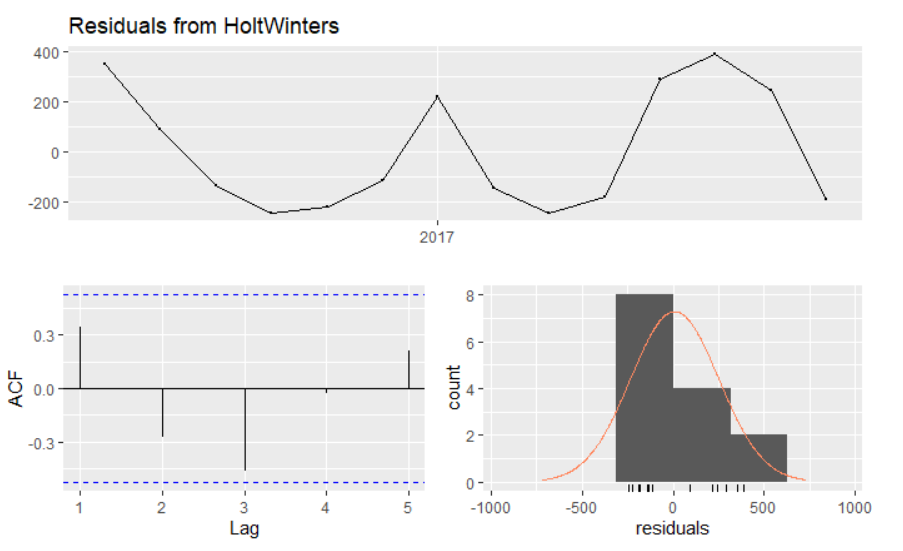 Residuals from HoltWinters
400
200
0
-200
2017
ACF
0.3
0.0
-0.3
1 2 3 4 5
Lag
count
8
6
4
2
0
-1000 -500 0 500 1000
residuals